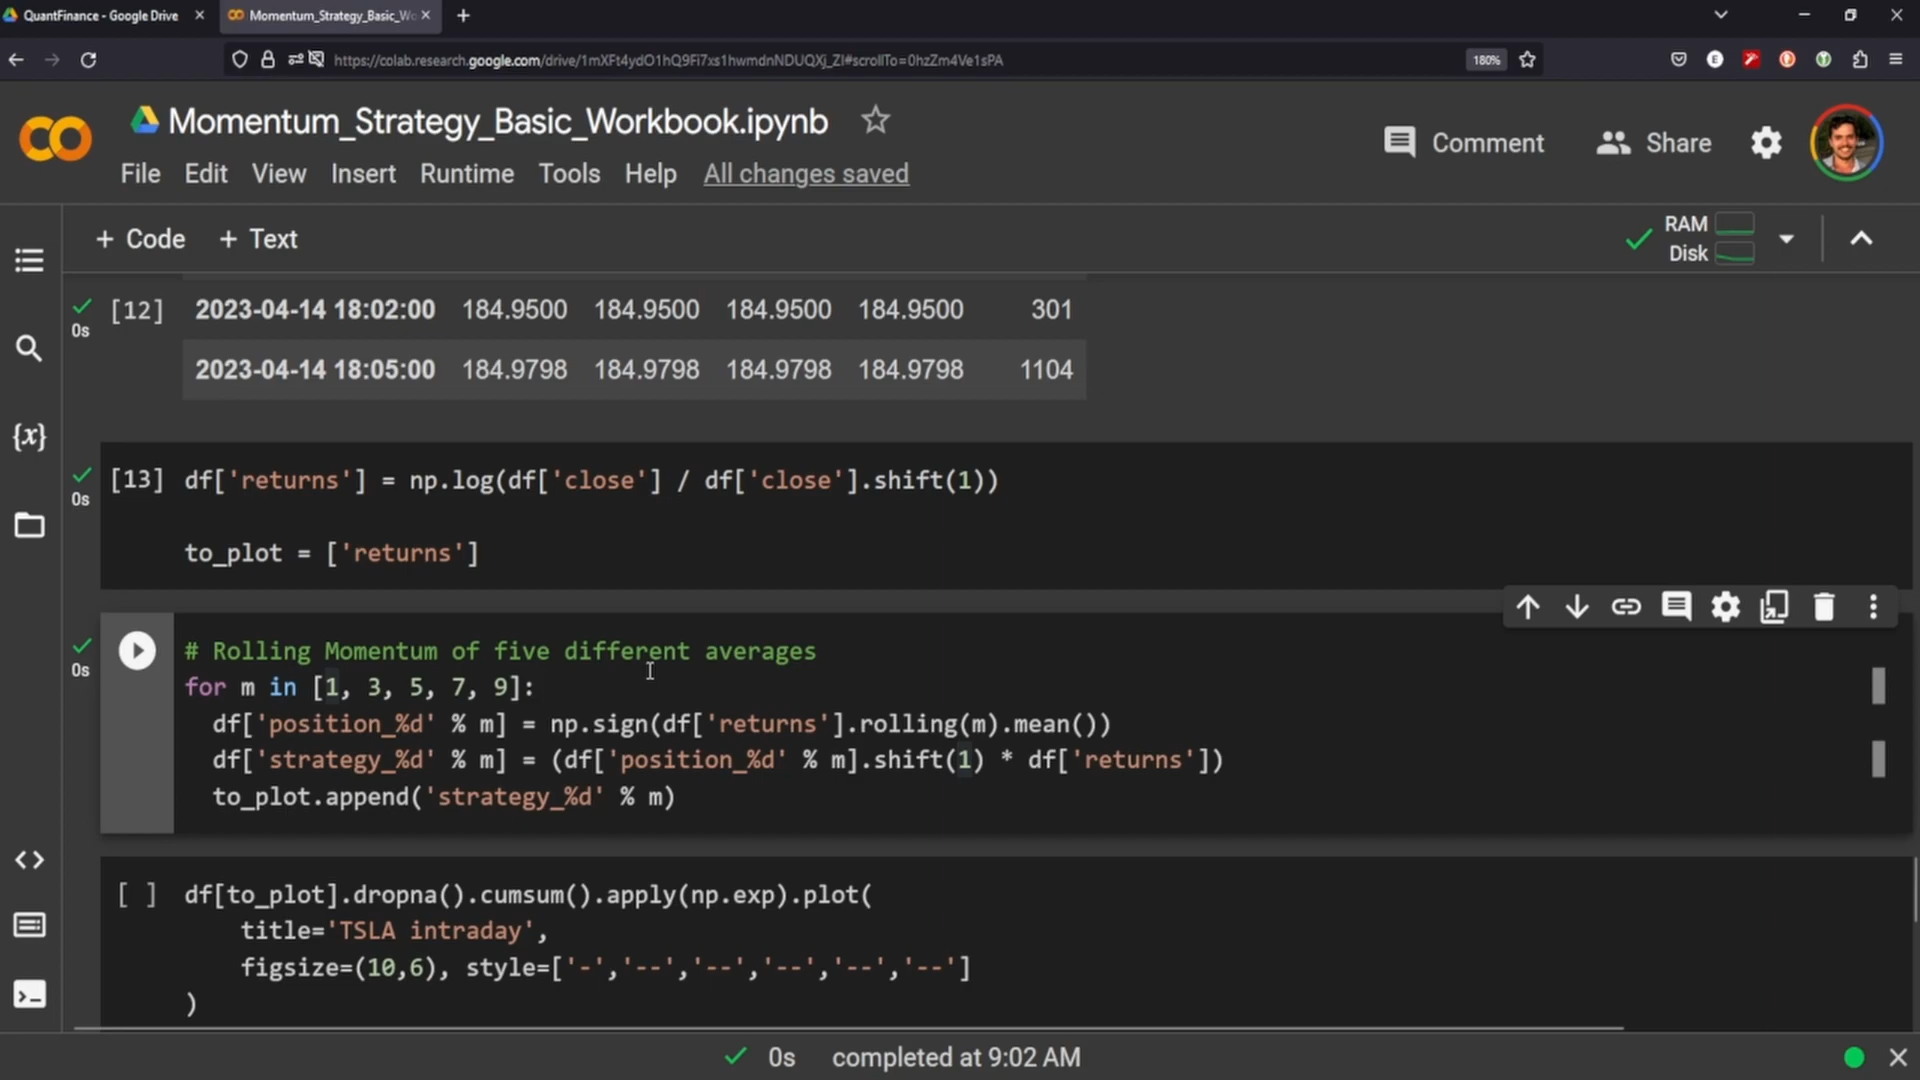 QuantFinance - Google Drive
Momentum_Strategy_Basic_Wo
https://colab.research.google.com/drive/1mXFt4ydO1hQ9Fi7xs1hwmdnNDUQXj_ZI#scrollTo=0hzZm4Ve1sPA
180%
Momentum_Strategy_Basic_Workbook.ipynb
Comment
Share
File Edit View Insert Runtime Tools Help All changes saved
+ Code + Text
RAM
Disk
[12] 2023-04-14 18:02:00 184.9500 184.9500 184.9500 184.9500 301
0s
2023-04-14 18:05:00 184.9798 184.9798 184.9798 184.9798 1104
[13] df['returns'] = np.log(df['close'] / df['close'].shift(1))
0s
to_plot = ['returns']
# Rolling Momentum of five different averages
0s
for m in [1, 3, 5, 7, 9]:
df['position_%d' % m] = np.sign(df['returns'].rolling(m).mean())
df['strategy_%d' % m] = (df['position_%d' % m].shift(1) * df['returns'])
to_plot.append('strategy_%d' % m)
[ ] df[to_plot].dropna().cumsum().apply(np.exp).plot(
title='TSLA intraday',
figsize=(10,6), style=['-','--','--','--','--','--']
)
0s completed at 9:02 AM